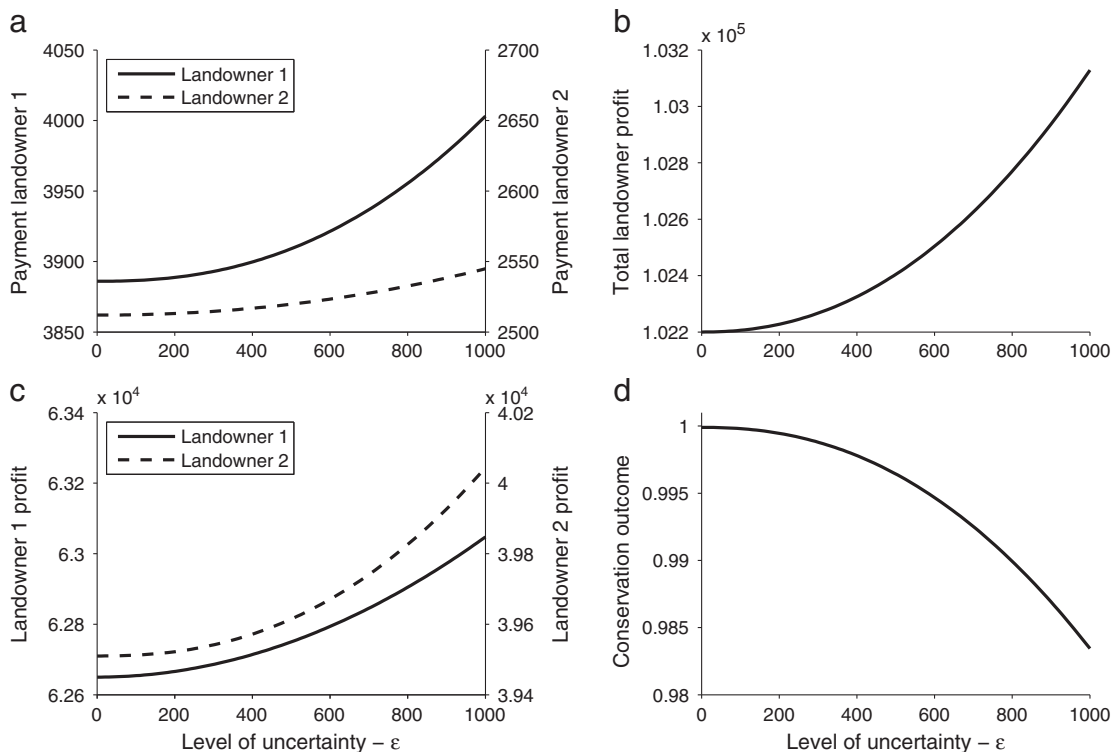 a
4050
4000
3950
3900
3850
Payment landowner 1
Landowner 1
Landowner 2
2700
2650
2600
2550
2500
Payment landowner 2
0 200 400 600 800 1000
b
x 10^5
1.032
1.03
1.028
1.026
1.024
1.022
Total landowner profit
0 200 400 600 800 1000
c
x 10^4
6.34
6.32
6.3
6.28
6.26
Landowner 1 profit
Landowner 1
Landowner 2
x 10^4
4.02
4
3.98
3.96
3.94
Landowner 2 profit
0 200 400 600 800 1000
Level of uncertainty – ε
d
1
0.995
0.99
0.985
0.98
Conservation outcome
0 200 400 600 800 1000
Level of uncertainty – ε